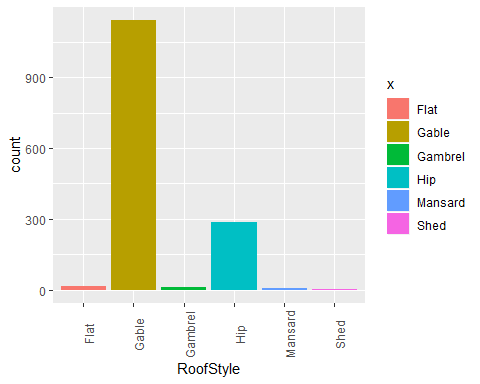 count
900
600
300
0
Flat
Gable
Gambrel
Hip
Mansard
Shed
RoofStyle
x
Flat
Gable
Gambrel
Hip
Mansard
Shed